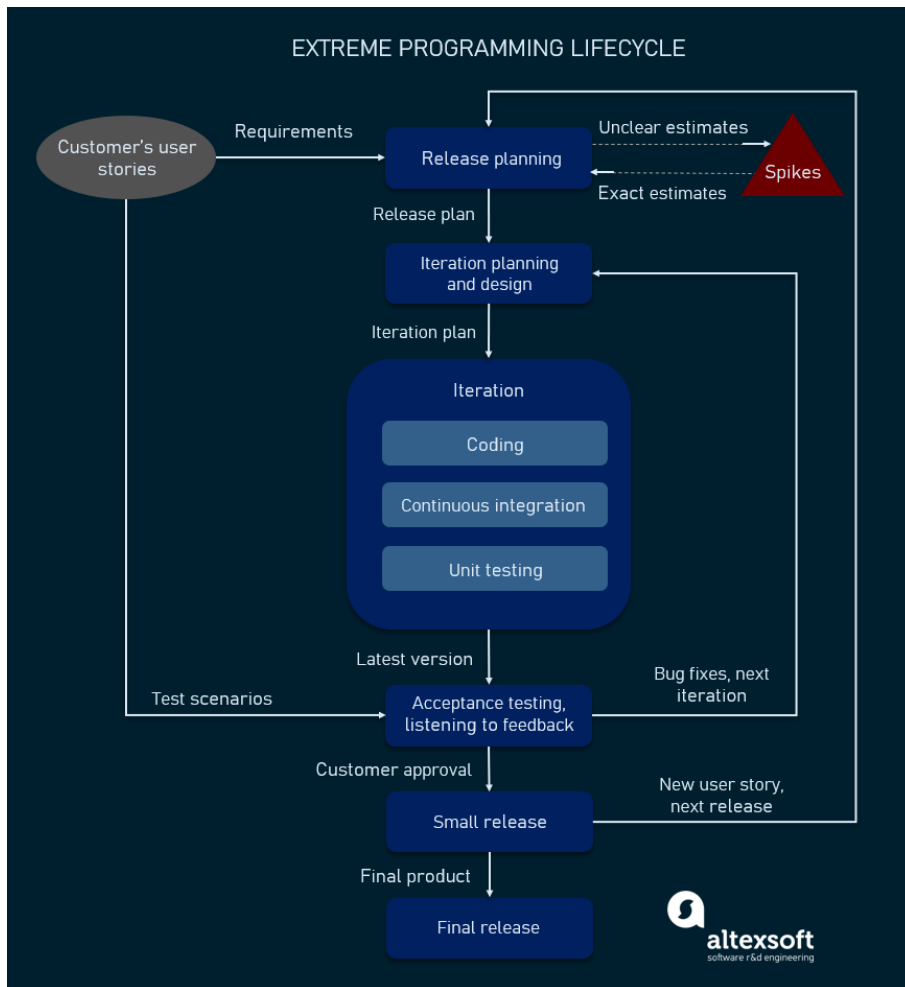 EXTREME PROGRAMMING LIFECYCLE
Customer's user
stories
Requirements
Release planning
Unclear estimates
Spikes
Exact estimates
Release plan
Iteration planning
and design
Iteration plan
Iteration
Coding
Continuous integration
Unit testing
Latest version
Test scenarios
Acceptance testing,
listening to feedback
Bug fixes, next
iteration
Customer approval
Small release
New user story,
next release
Final product
Final release
altexsoft
software r&d engineering